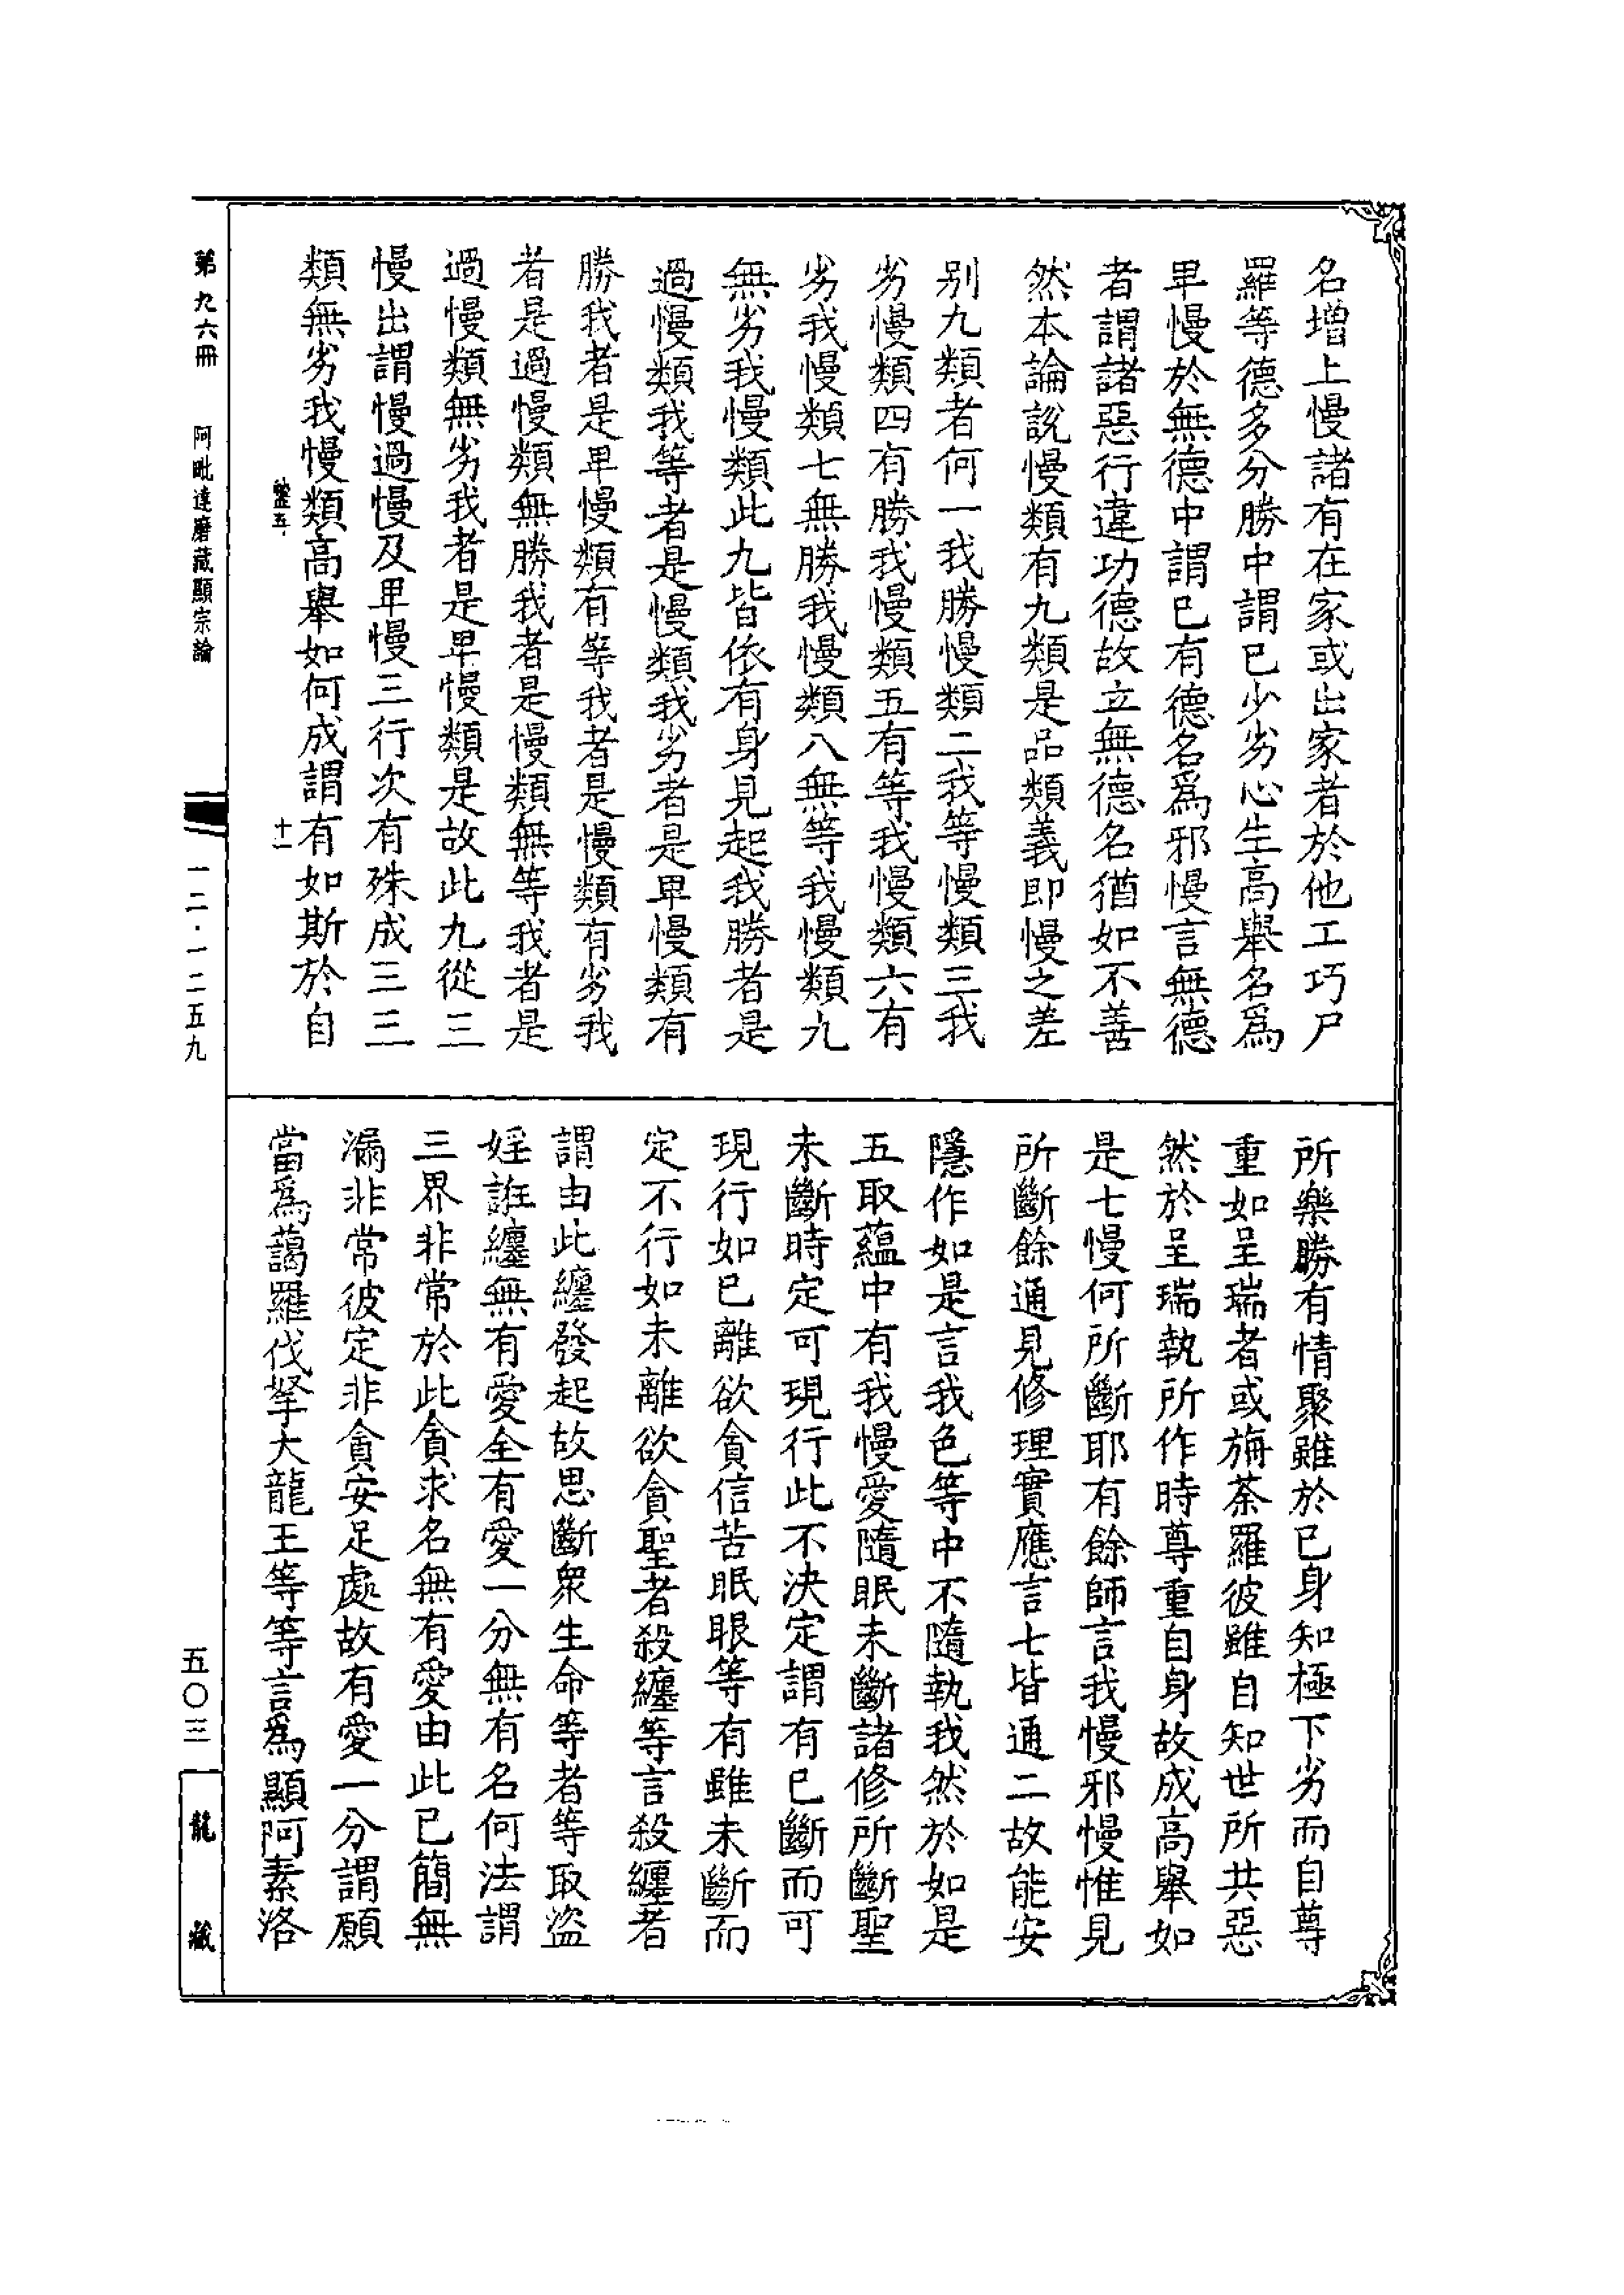 名增上慢諸有在家或出家者於他工巧尸
羅等德多分勝中謂已少劣心生高舉名為
卑慢於無德中謂已有德名為邪慢言無德
者謂諸惡行違功德故立無德名猶如不善
然本論說慢類有九類是品類義即慢之差
別九類者何一我勝慢類二我等慢類三我
劣慢類四有勝我慢類五有等我慢類六有
劣我慢類七無勝我慢類八無等我慢類九
無劣我慢類此九皆依有身見起我勝者是
過慢類我等者是慢類我劣者是卑慢類有
勝我者是卑慢類有等我者是慢類有劣我
者是過慢類無勝我者是慢類無等我者是
過慢類無劣我者是卑慢類是故此九從三
慢出謂慢過慢及卑慢三行次有殊成三三
類無劣我慢類高舉如何成謂有如斯於自
所樂勝有情聚雖於已身知極下劣而自尊
重如呈瑞者或旃荼羅彼雖自知世所共惡
然於呈瑞執所作時尊重自身故成高舉如
是七慢何所斷耶有餘師言我慢邪慢惟見
所斷餘通見修理實應言七皆通二故能安
隱作如是言我色等中不隨執我然於如是
五取蘊中有我慢愛隨眠未斷諸修所斷聖
未斷時定可現行此不決定謂有已斷而可
現行如已離欲貪信苦眠眼等有雖未斷而
定不行如未離欲貪聖者殺纏等言殺纏者
謂由此纏發起故思斷衆生命等者等取盜
婬誑纏無有愛全有愛一分無有名何法謂
三界非常於此貪求名無有愛由此已簡無
漏非常彼定非貪安足處故有愛一分謂願
當為藹羅伐拏大龍王等等言為顯阿素洛
第九六冊 阿毗達磨藏顯宗論
十一
一二·一二五九
五〇三
龍藏